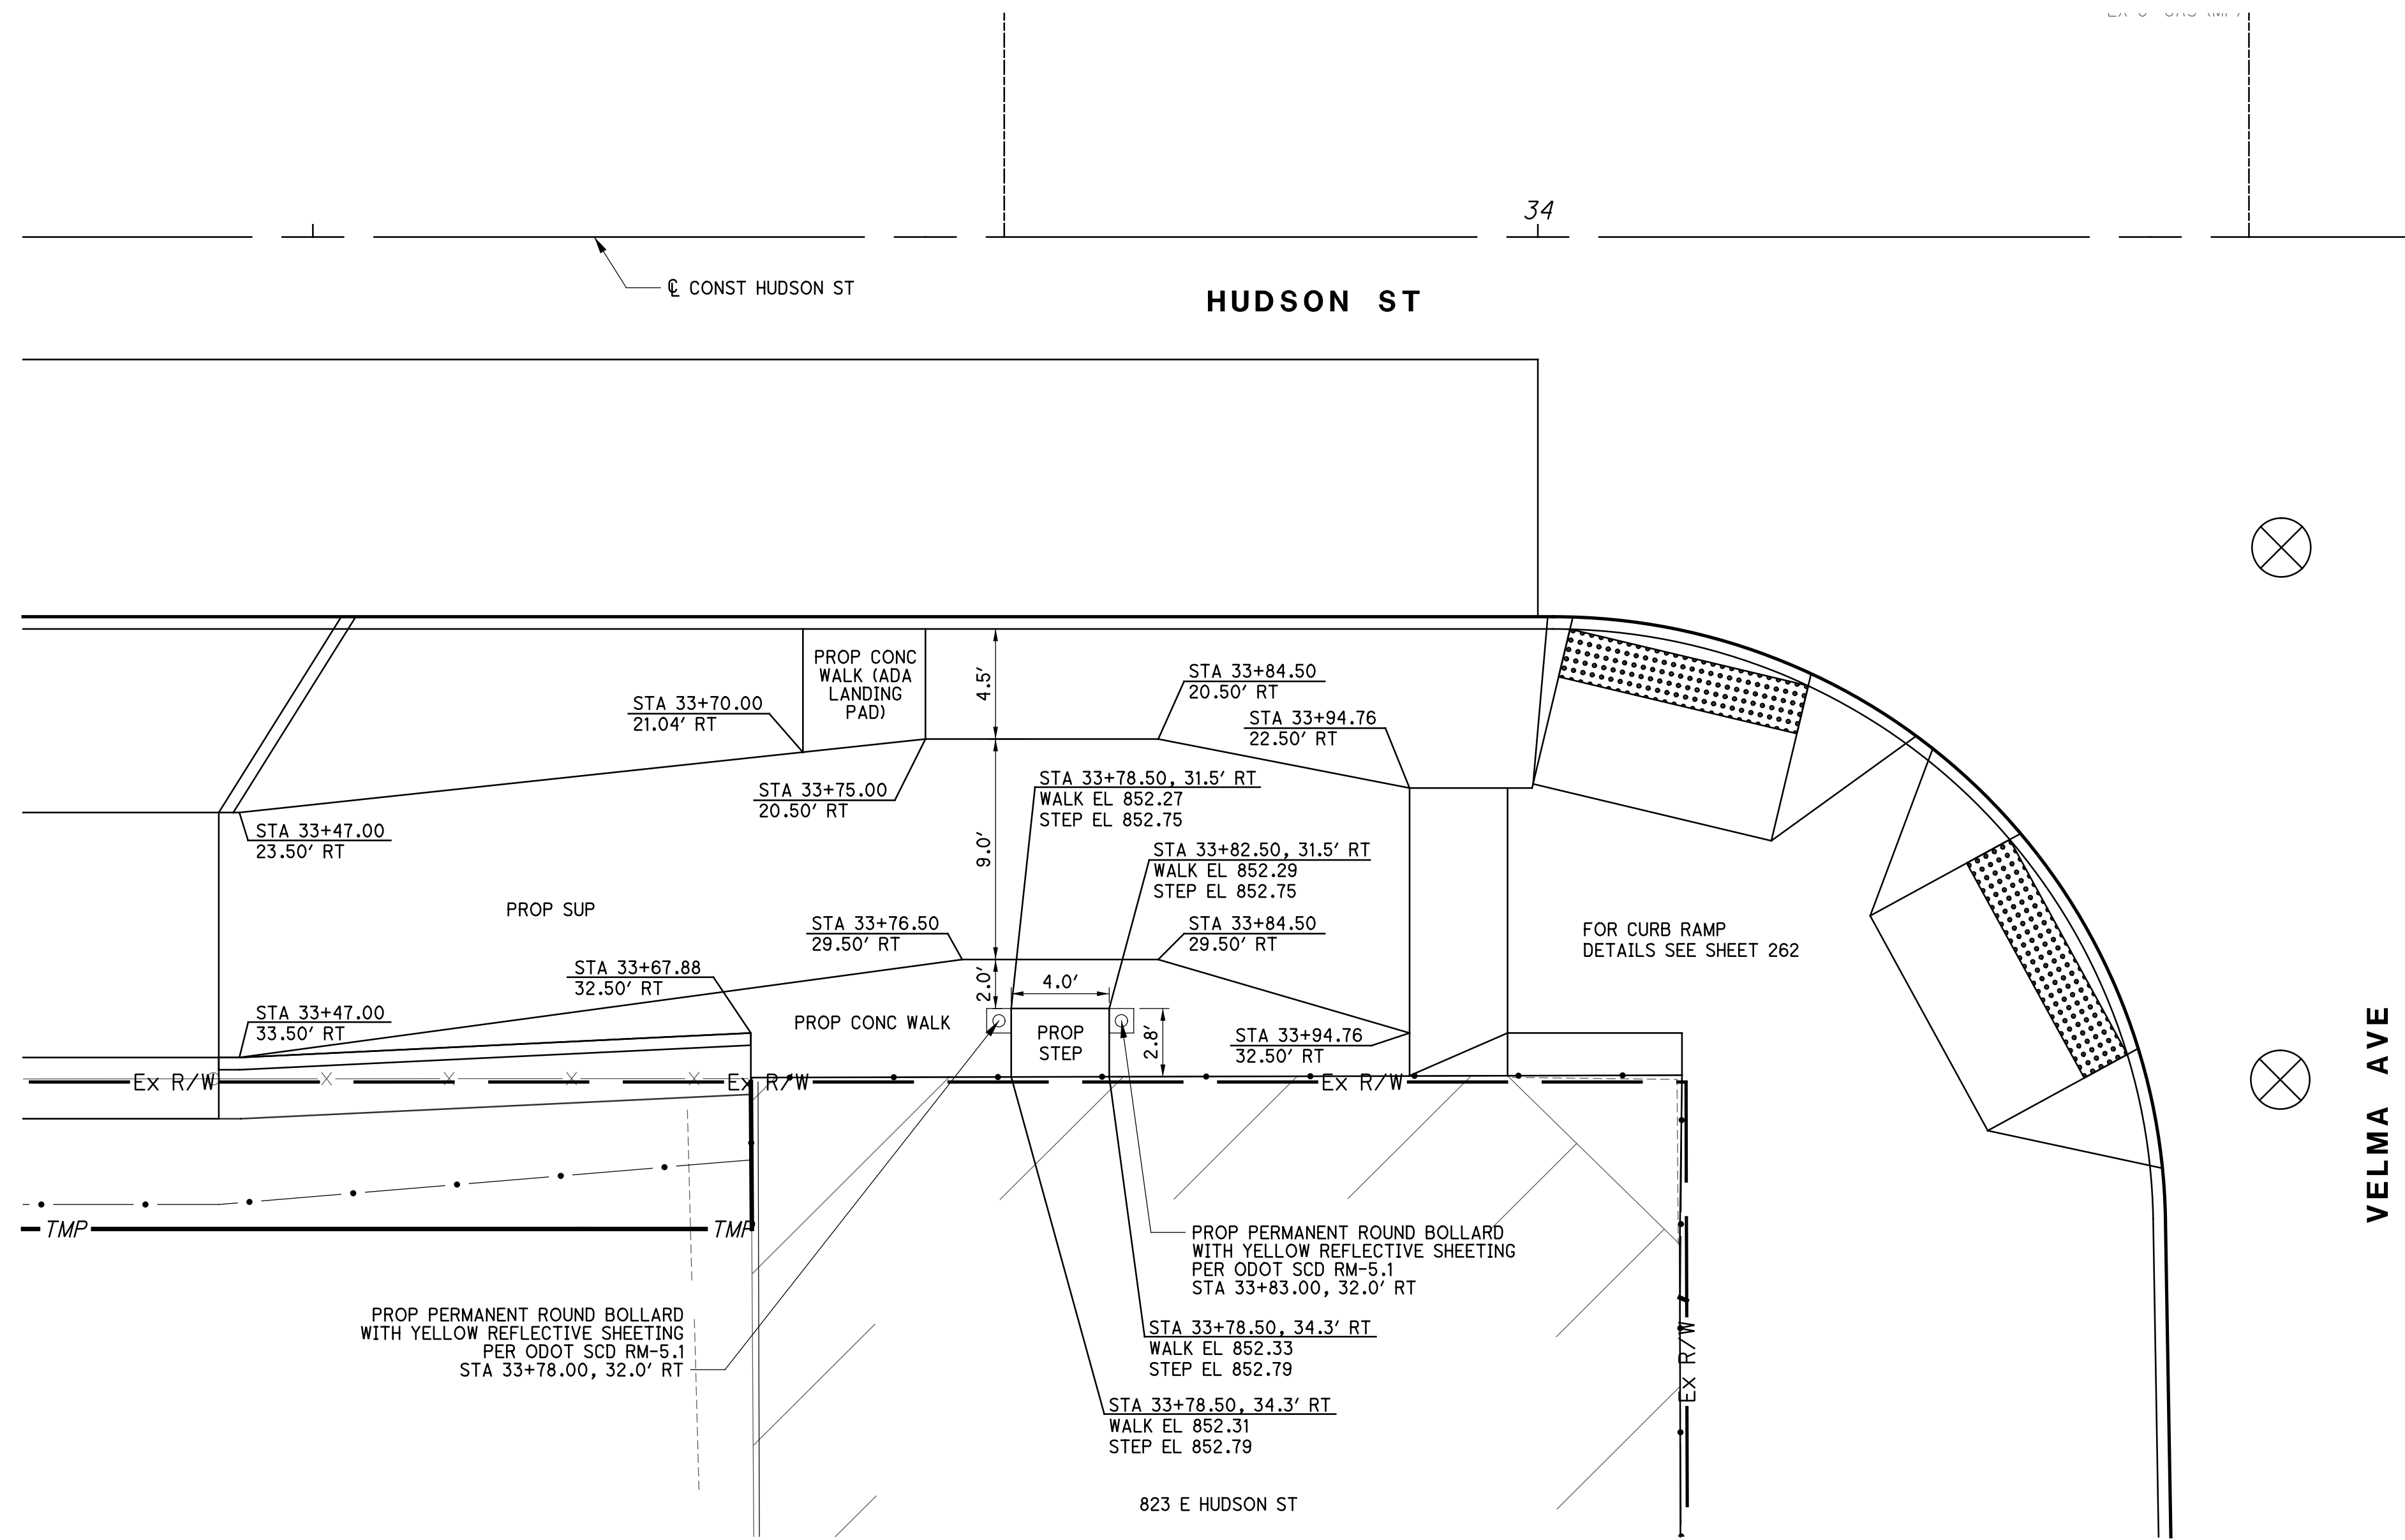 34
℄ CONST HUDSON ST
HUDSON ST
PROP CONC
WALK (ADA
LANDING
PAD)
4.5'
STA 33+84.50
20.50' RT
STA 33+70.00
21.04' RT
STA 33+94.76
22.50' RT
STA 33+75.00
20.50' RT
STA 33+78.50, 31.5' RT
WALK EL 852.27
STEP EL 852.75
STA 33+47.00
23.50' RT
9.0'
STA 33+82.50, 31.5' RT
WALK EL 852.29
STEP EL 852.75
PROP SUP
STA 33+76.50
29.50' RT
STA 33+84.50
29.50' RT
FOR CURB RAMP
DETAILS SEE SHEET 262
STA 33+67.88
32.50' RT
2.0'
4.0'
STA 33+47.00
33.50' RT
PROP CONC WALK
PROP
STEP
2.8'
STA 33+94.76
32.50' RT
Ex R/W
Ex R/W
Ex R/W
VELMA AVE
TMP
TMP
PROP PERMANENT ROUND BOLLARD
WITH YELLOW REFLECTIVE SHEETING
PER ODOT SCD RM-5.1
STA 33+83.00, 32.0' RT
PROP PERMANENT ROUND BOLLARD
WITH YELLOW REFLECTIVE SHEETING
PER ODOT SCD RM-5.1
STA 33+78.00, 32.0' RT
STA 33+78.50, 34.3' RT
WALK EL 852.33
STEP EL 852.79
Ex R/W
STA 33+78.50, 34.3' RT
WALK EL 852.31
STEP EL 852.79
823 E HUDSON ST